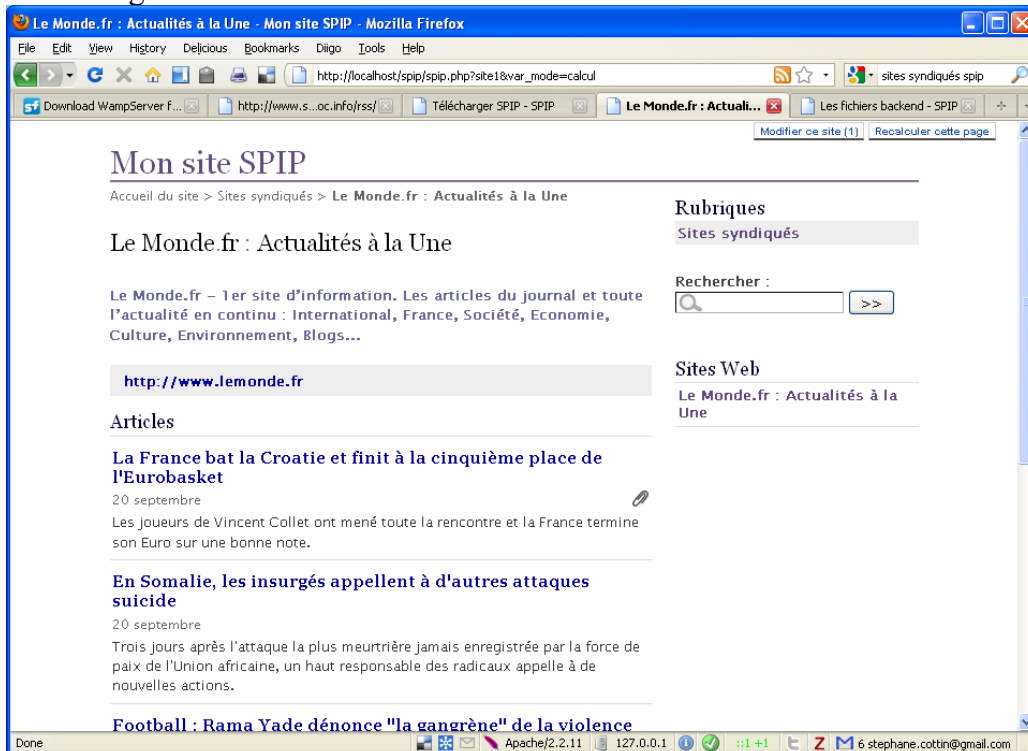 Le Monde.fr : Actualités à la Une - Mon site SPIP - Mozilla Firefox
File Edit View History Delicious Bookmarks Diigo Tools Help
http://localhost/spip/spip.php?site1&var_mode=calcul
sites syndiqués spip
Download WampServer f...
http://www.s...oc.info/rss/
Télécharger SPIP - SPIP
Le Monde.fr : Actuali...
Les fichiers backend - SPIP
Modifier ce site (1) Recalculer cette page
Mon site SPIP
Accueil du site > Sites syndiqués > Le Monde.fr : Actualités à la Une
Le Monde.fr : Actualités à la Une
Le Monde.fr – 1er site d'information. Les articles du journal et toute
l'actualité en continu : International, France, Société, Economie,
Culture, Environnement, Blogs...
http://www.lemonde.fr
Articles
La France bat la Croatie et finit à la cinquième place de
l'Eurobasket
20 septembre
Les joueurs de Vincent Collet ont mené toute la rencontre et la France termine
son Euro sur une bonne note.
En Somalie, les insurgés appellent à d'autres attaques
suicide
20 septembre
Trois jours après l'attaque la plus meurtrière jamais enregistrée par la force de
paix de l'Union africaine, un haut responsable des radicaux appelle à de
nouvelles actions.
Football : Rama Yade dénonce "la gangrène" de la violence
Rubriques
Sites syndiqués
Rechercher :
>>
Sites Web
Le Monde.fr : Actualités à la
Une
Done
Apache/2.2.11 127.0.0.1 ::1 +1 6 stephane.cottin@gmail.com